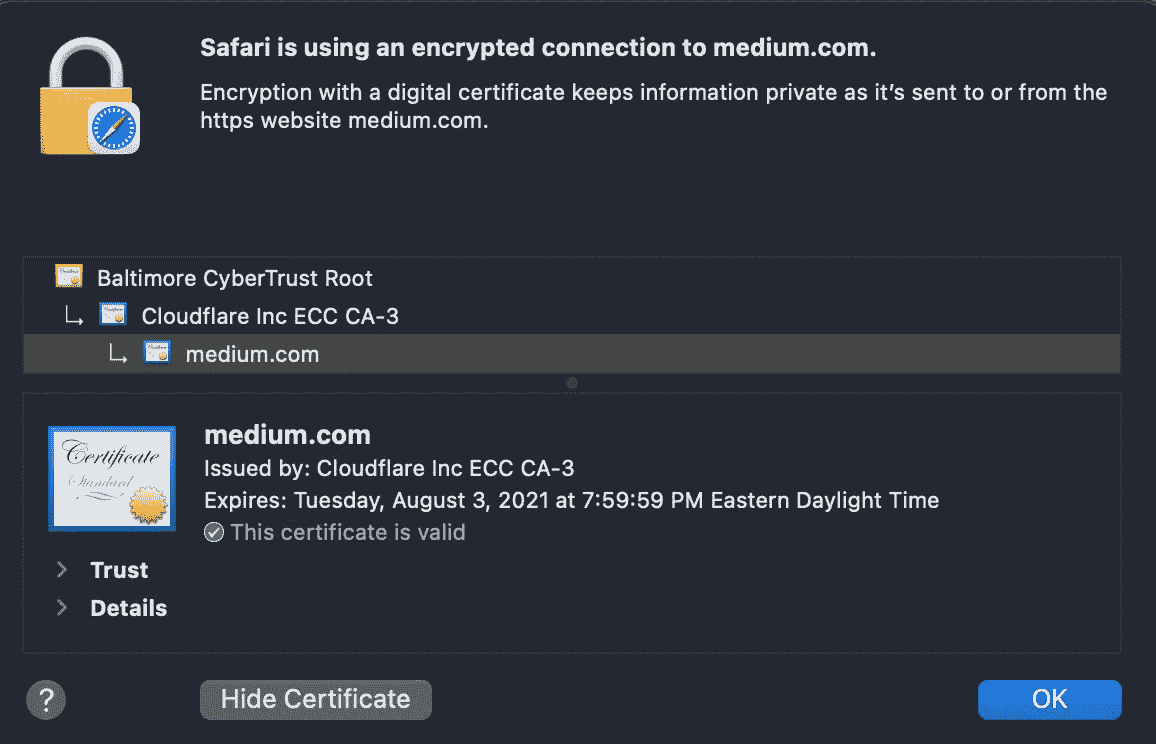 Safari is using an encrypted connection to medium.com.
Encryption with a digital certificate keeps information private as it’s sent to or from the
https website medium.com.
Baltimore CyberTrust Root
Cloudflare Inc ECC CA-3
medium.com
Certificate
Standard
medium.com
Issued by: Cloudflare Inc ECC CA-3
Expires: Tuesday, August 3, 2021 at 7:59:59 PM Eastern Daylight Time
This certificate is valid
Trust
Details
?
Hide Certificate
OK